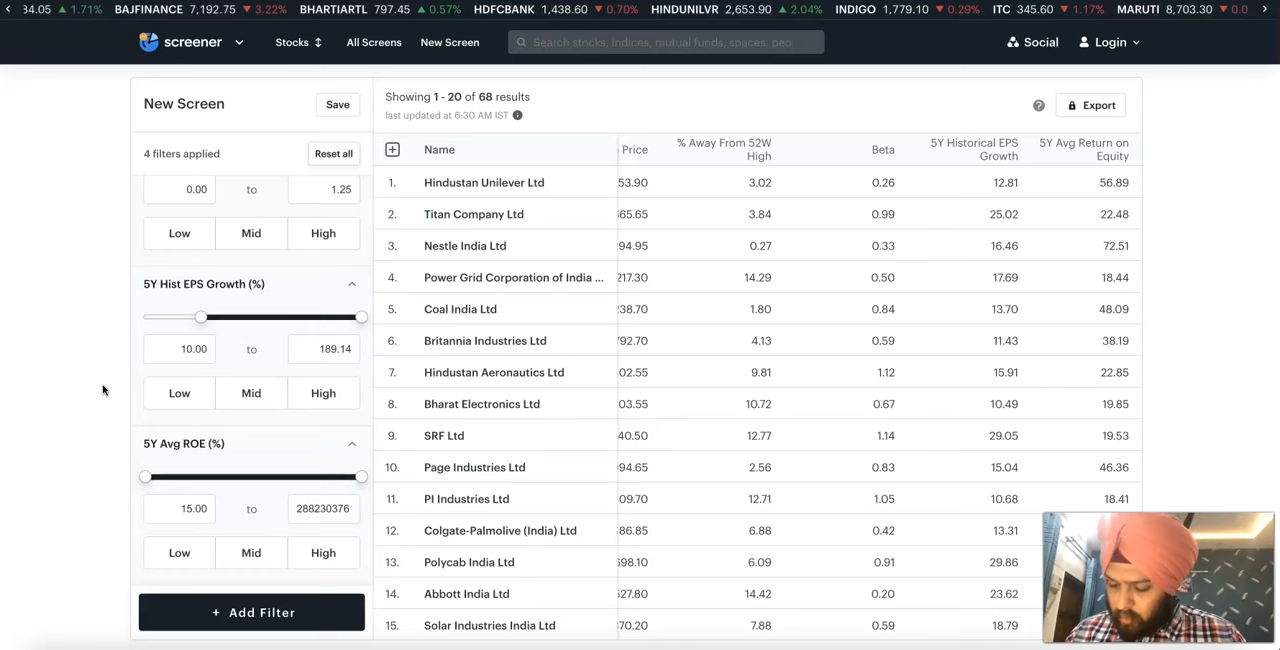 34.05 ▲ 1.71% BAJFINANCE 7,192.75 ▼ 3.22% BHARTIARTL 797.45 ▲ 0.57% HDFCBANK 1,438.60 ▼ 0.70% HINDUNILVR 2,653.90 ▲ 2.04% INDIGO 1,779.10 ▼ 0.29% ITC 345.60 ▼ 1.17% MARUTI 8,703.30 ▼ 0.0
screener Stocks All Screens New Screen Search stocks, indices, mutual funds, spaces, peo Social Login
New Screen Save
4 filters applied Reset all
0.00 to 1.25
Low Mid High
5Y Hist EPS Growth (%)
10.00 to 189.14
Low Mid High
5Y Avg ROE (%)
15.00 to 288230376
Low Mid High
+ Add Filter
Showing 1 - 20 of 68 results
last updated at 6:30 AM IST
Export
Name Price % Away From 52W High Beta 5Y Historical EPS Growth 5Y Avg Return on Equity
1. Hindustan Unilever Ltd 53.90 3.02 0.26 12.81 56.89
2. Titan Company Ltd 65.65 3.84 0.99 25.02 22.48
3. Nestle India Ltd 94.95 0.27 0.33 16.46 72.51
4. Power Grid Corporation of India ... 217.30 14.29 0.50 17.69 18.44
5. Coal India Ltd 38.70 1.80 0.84 13.70 48.09
6. Britannia Industries Ltd 92.70 4.13 0.59 11.43 38.19
7. Hindustan Aeronautics Ltd 02.55 9.81 1.12 15.91 22.85
8. Bharat Electronics Ltd 03.55 10.72 0.67 10.49 19.85
9. SRF Ltd 40.50 12.77 1.14 29.05 19.53
10. Page Industries Ltd 94.65 2.56 0.83 15.04 46.36
11. PI Industries Ltd 09.70 12.71 1.05 10.68 18.41
12. Colgate-Palmolive (India) Ltd 86.85 6.88 0.42 13.31
13. Polycab India Ltd 98.10 6.09 0.91 29.86
14. Abbott India Ltd 27.80 14.42 0.20 23.62
15. Solar Industries India Ltd 70.20 7.88 0.59 18.79